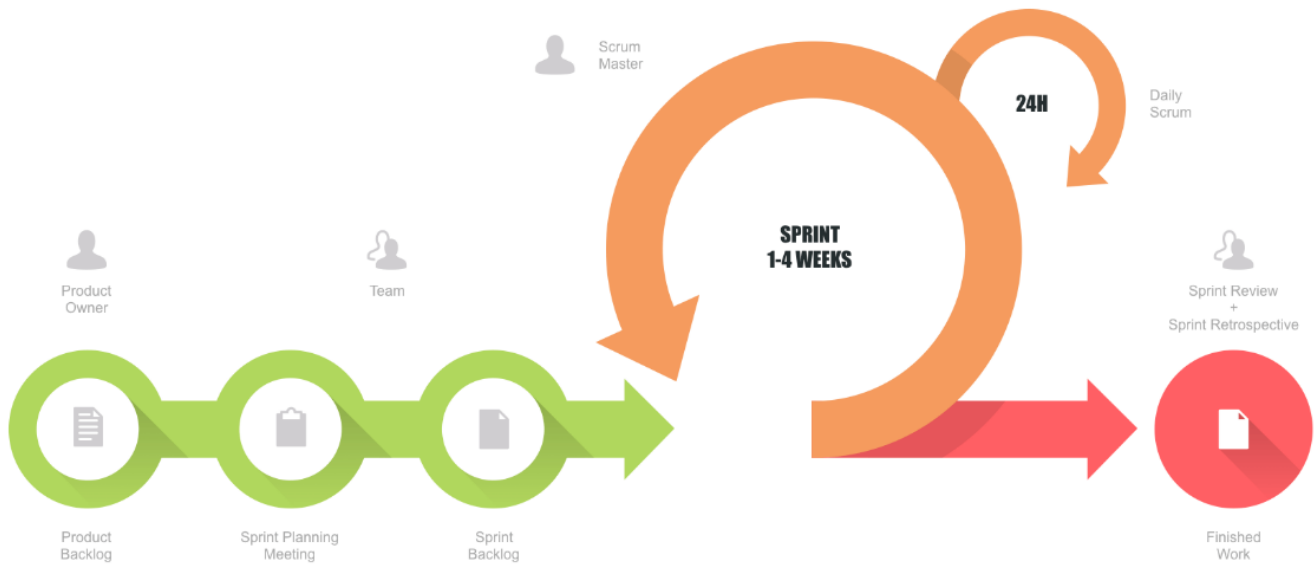 Scrum
Master
24H
Daily
Scrum
SPRINT
1-4 WEEKS
Product
Owner
Team
Sprint Review
+
Sprint Retrospective
Product
Backlog
Sprint Planning
Meeting
Sprint
Backlog
Finished
Work